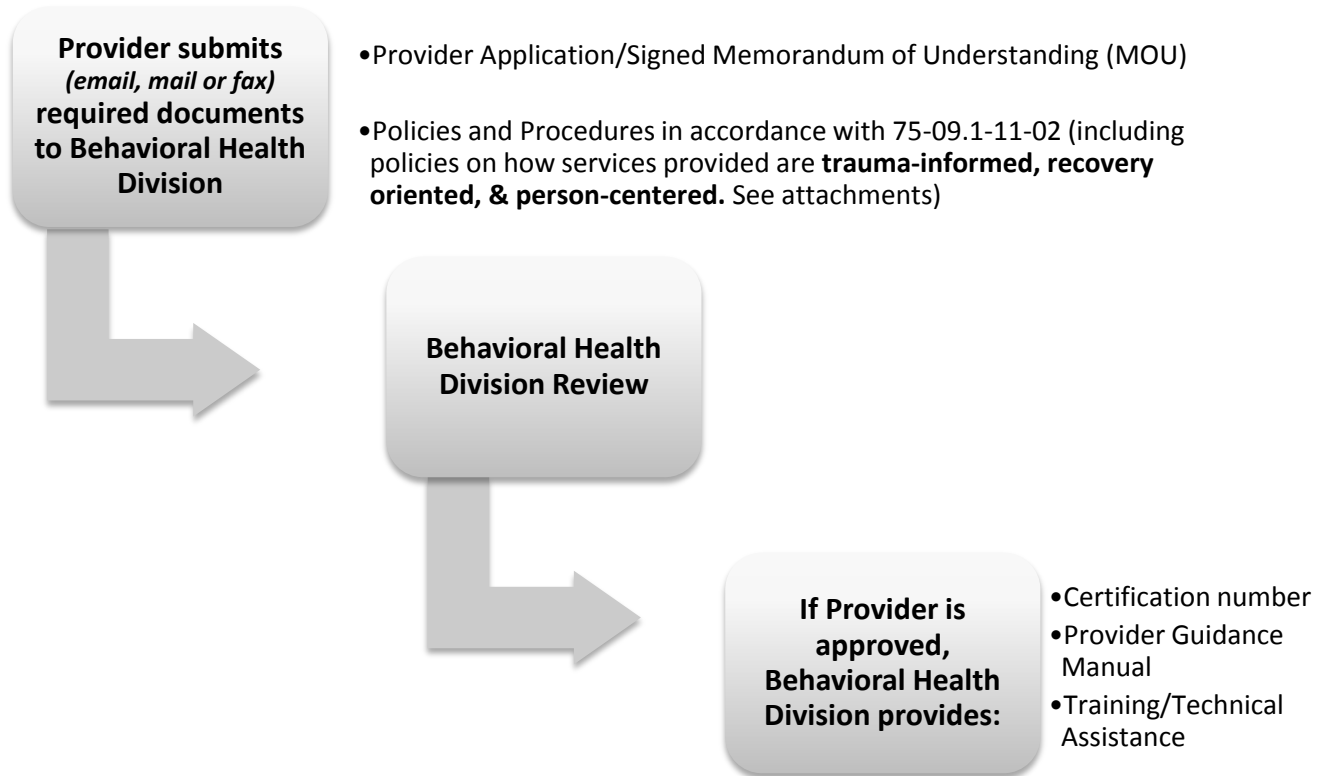 Provider submits
(email, mail or fax)
required documents
to Behavioral Health
Division
•Provider Application/Signed Memorandum of Understanding (MOU)
•Policies and Procedures in accordance with 75-09.1-11-02 (including
policies on how services provided are trauma-informed, recovery
oriented, & person-centered. See attachments)
Behavioral Health
Division Review
If Provider is
approved,
Behavioral Health
Division provides:
•Certification number
•Provider Guidance
Manual
•Training/Technical
Assistance